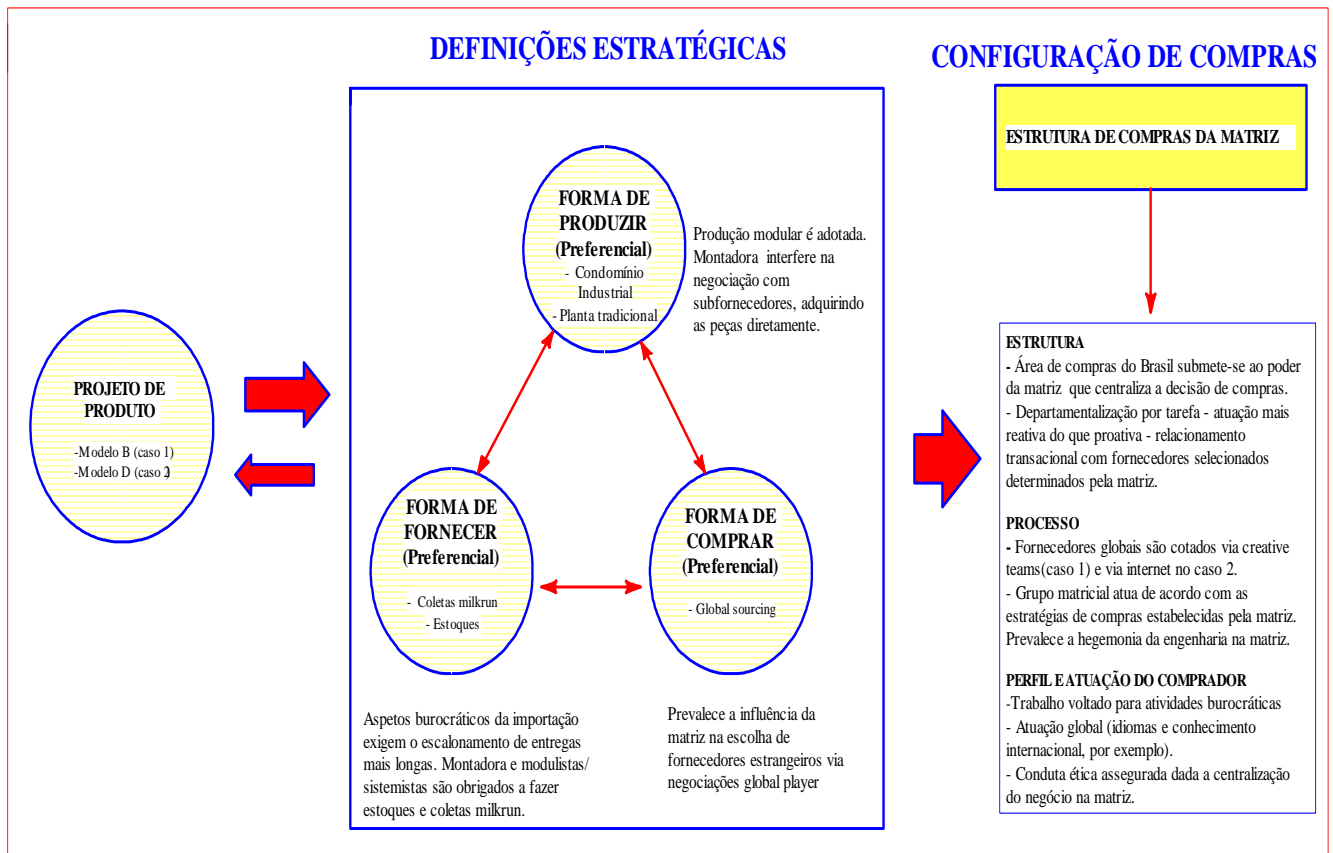 DEFINIÇÕES ESTRATÉGICAS
CONFIGURAÇÃO DE COMPRAS
ESTRUTURA DE COMPRAS DA MATRIZ
PROJETO DE
PRODUTO
-Modelo B (caso 1)
-Modelo D (caso 2)
FORMA DE
PRODUZIR
(Preferencial)
- Condomínio
Industrial
- Planta tradicional
Produção modular é adotada.
Montadora interfere na
negociação com
subfornecedores, adquirindo
as peças diretamente.
FORMA DE
FORNECER
(Preferencial)
- Coletas milkrun
- Estoques
FORMA DE
COMPRAR
(Preferencial)
- Global sourcing
Aspetos burocráticos da importação
exigem o escalonamento de entregas
mais longas. Montadora e modulistas/
sistemistas são obrigados a fazer
estoques e coletas milkrun.
Prevalece a influência da
matriz na escolha de
fornecedores estrangeiros via
negociações global player
ESTRUTURA
- Área de compras do Brasil submete-se ao poder
da matriz que centraliza a decisão de compras.
- Departamentalização por tarefa - atuação mais
reativa do que proativa - relacionamento
transacional com fornecedores selecionados
determinados pela matriz.
PROCESSO
- Fornecedores globais são cotados via creative
teams(caso 1) e via internet no caso 2.
- Grupo matricial atua de acordo com as
estratégias de compras estabelecidas pela matriz.
Prevalece a hegemonia da engenharia na matriz.
PERFIL E ATUAÇÃO DO COMPRADOR
-Trabalho voltado para atividades burocráticas
- Atuação global (idiomas e conhecimento
internacional, por exemplo).
- Conduta ética assegurada dada a centralização
do negócio na matriz.